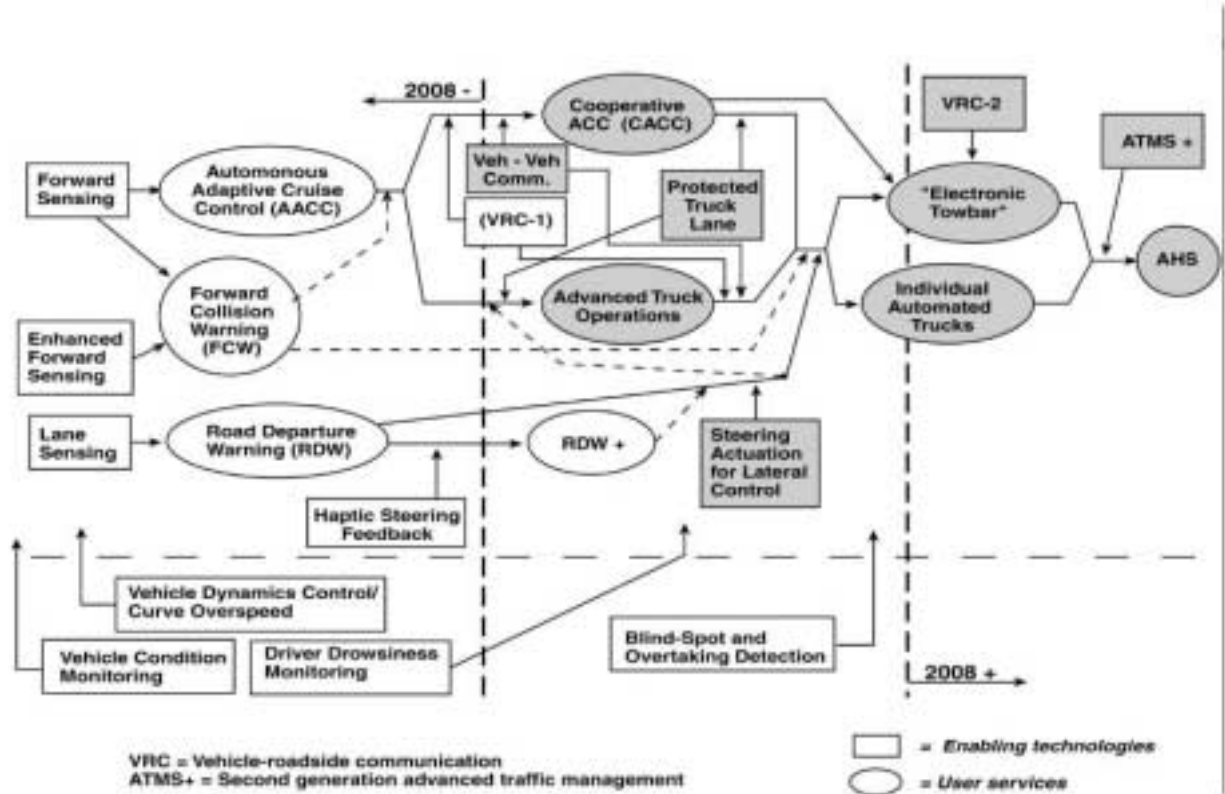 2008 -
Cooperative
ACC (CACC)
VRC-2
ATMS +
Forward
Sensing
Automonous
Adaptive Cruise
Control (AACC)
Veh - Veh
Comm.
(VRC-1)
Protected
Truck
Lane
"Electronic
Towbar"
AHS
Forward
Collision
Warning
(FCW)
Advanced Truck
Operations
Individual
Automated
Trucks
Enhanced
Forward
Sensing
Lane
Sensing
Road Departure
Warning (RDW)
RDW +
Steering
Actuation
for Lateral
Control
Haptic Steering
Feedback
Vehicle Dynamics Control/
Curve Overspeed
Vehicle Condition
Monitoring
Driver Drowsiness
Monitoring
Blind-Spot and
Overtaking Detection
2008 +
VRC = Vehicle-roadside communication
ATMS+ = Second generation advanced traffic management
= Enabling technologies
= User services